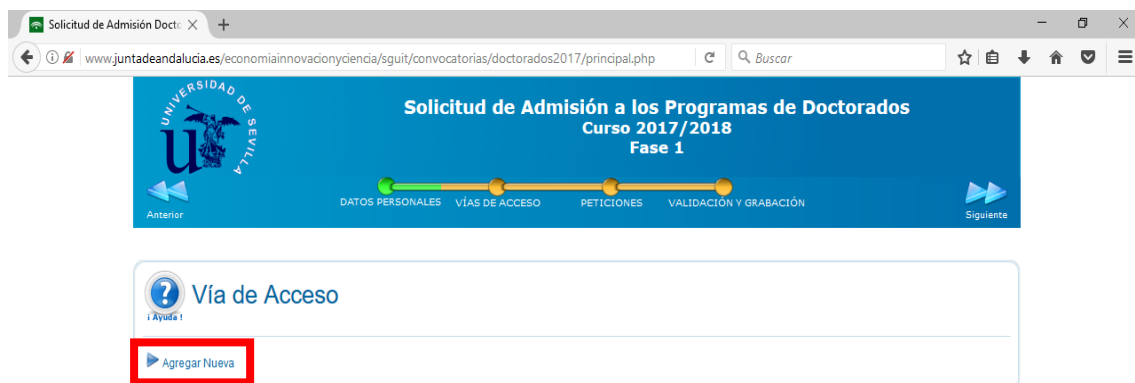 Solicitud de Admisión Docto
www.juntadeandalucia.es/economiainnovacionyciencia/sguit/convocatorias/doctorados2017/principal.php
Buscar
UNIVERSIDAD DE SEVILLA
Solicitud de Admisión a los Programas de Doctorados
Curso 2017/2018
Fase 1
DATOS PERSONALES VÍAS DE ACCESO PETICIONES VALIDACIÓN Y GRABACIÓN
Anterior
Siguiente
Vía de Acceso
¡ Ayuda !
Agregar Nueva